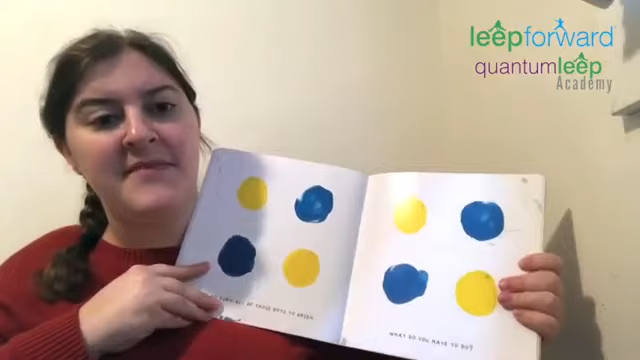 leepforward
quantumleep
Academy
TURN ALL OF THOSE DOTS TO GREEN.
WHAT DO YOU HAVE TO DO?